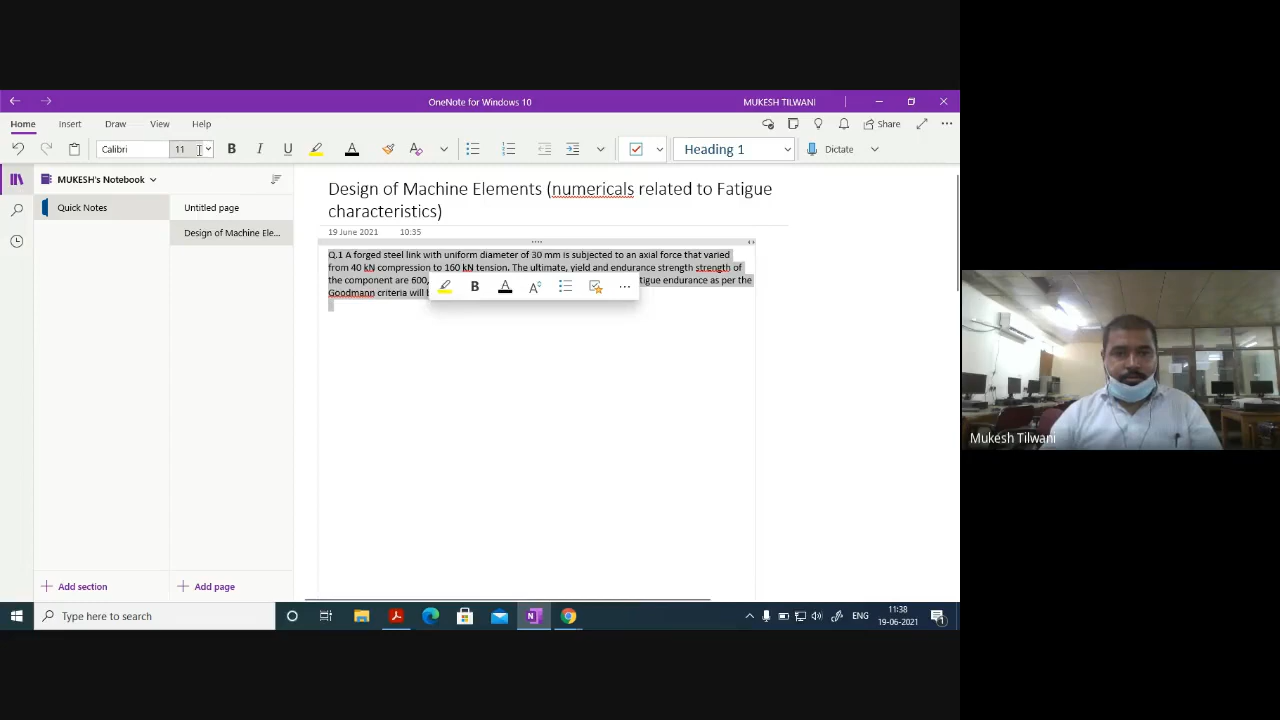 OneNote for Windows 10
MUKESH TILWANI
Home Insert Draw View Help
Share
Calibri 11 B I U A Heading 1 Dictate
MUKESH's Notebook
Quick Notes
Untitled page
Design of Machine Ele...
Design of Machine Elements (numericals related to Fatigue
characteristics)
19 June 2021 10:35
Q.1 A forged steel link with uniform diameter of 30 mm is subjected to an axial force that varied
from 40 kN compression to 160 kN tension. The ultimate, yield and endurance strength strength of
the component are 600, tigue endurance as per the
Goodmann criteria will b
B A A
Mukesh Tilwani
Add section
Add page
Type here to search
ENG
11:38
19-06-2021
1